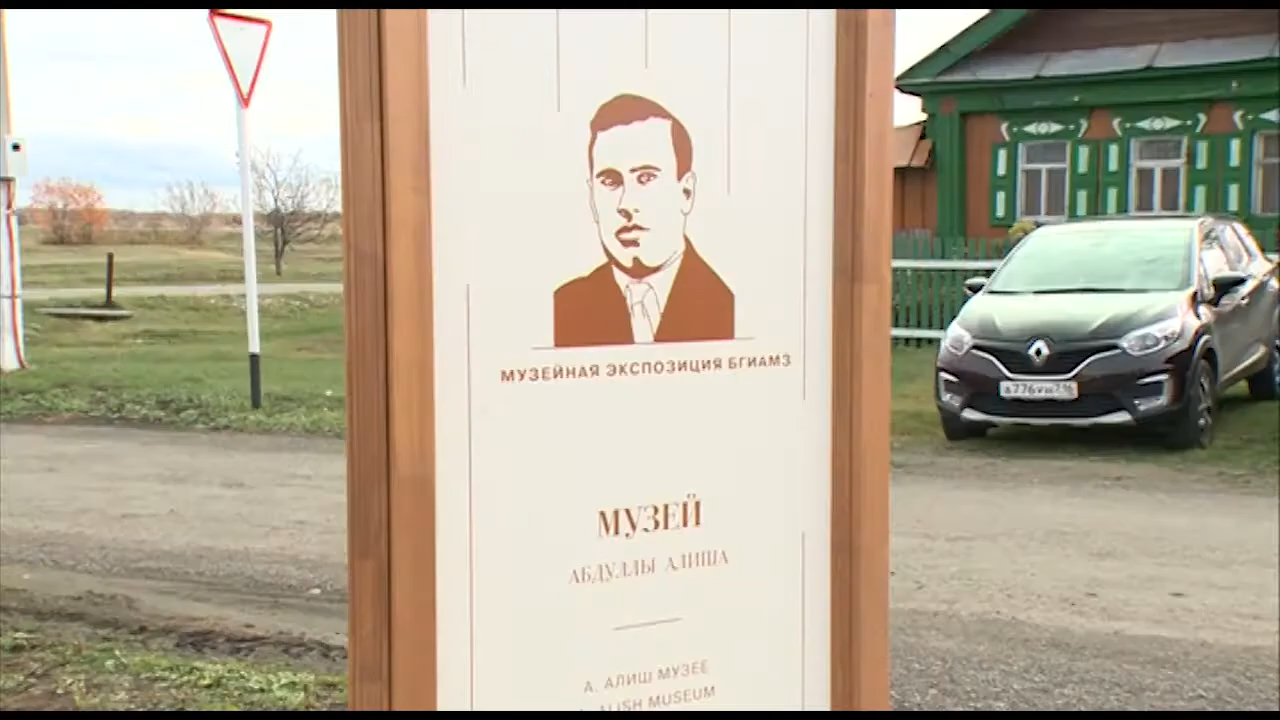 МУЗЕЙНАЯ ЭКСПОЗИЦИЯ БГИАМЗ
МУЗЕЙ
АБДУЛЛЫ АЛИША
А. АЛИШ МУЗЕЕ
ALISH MUSEUM